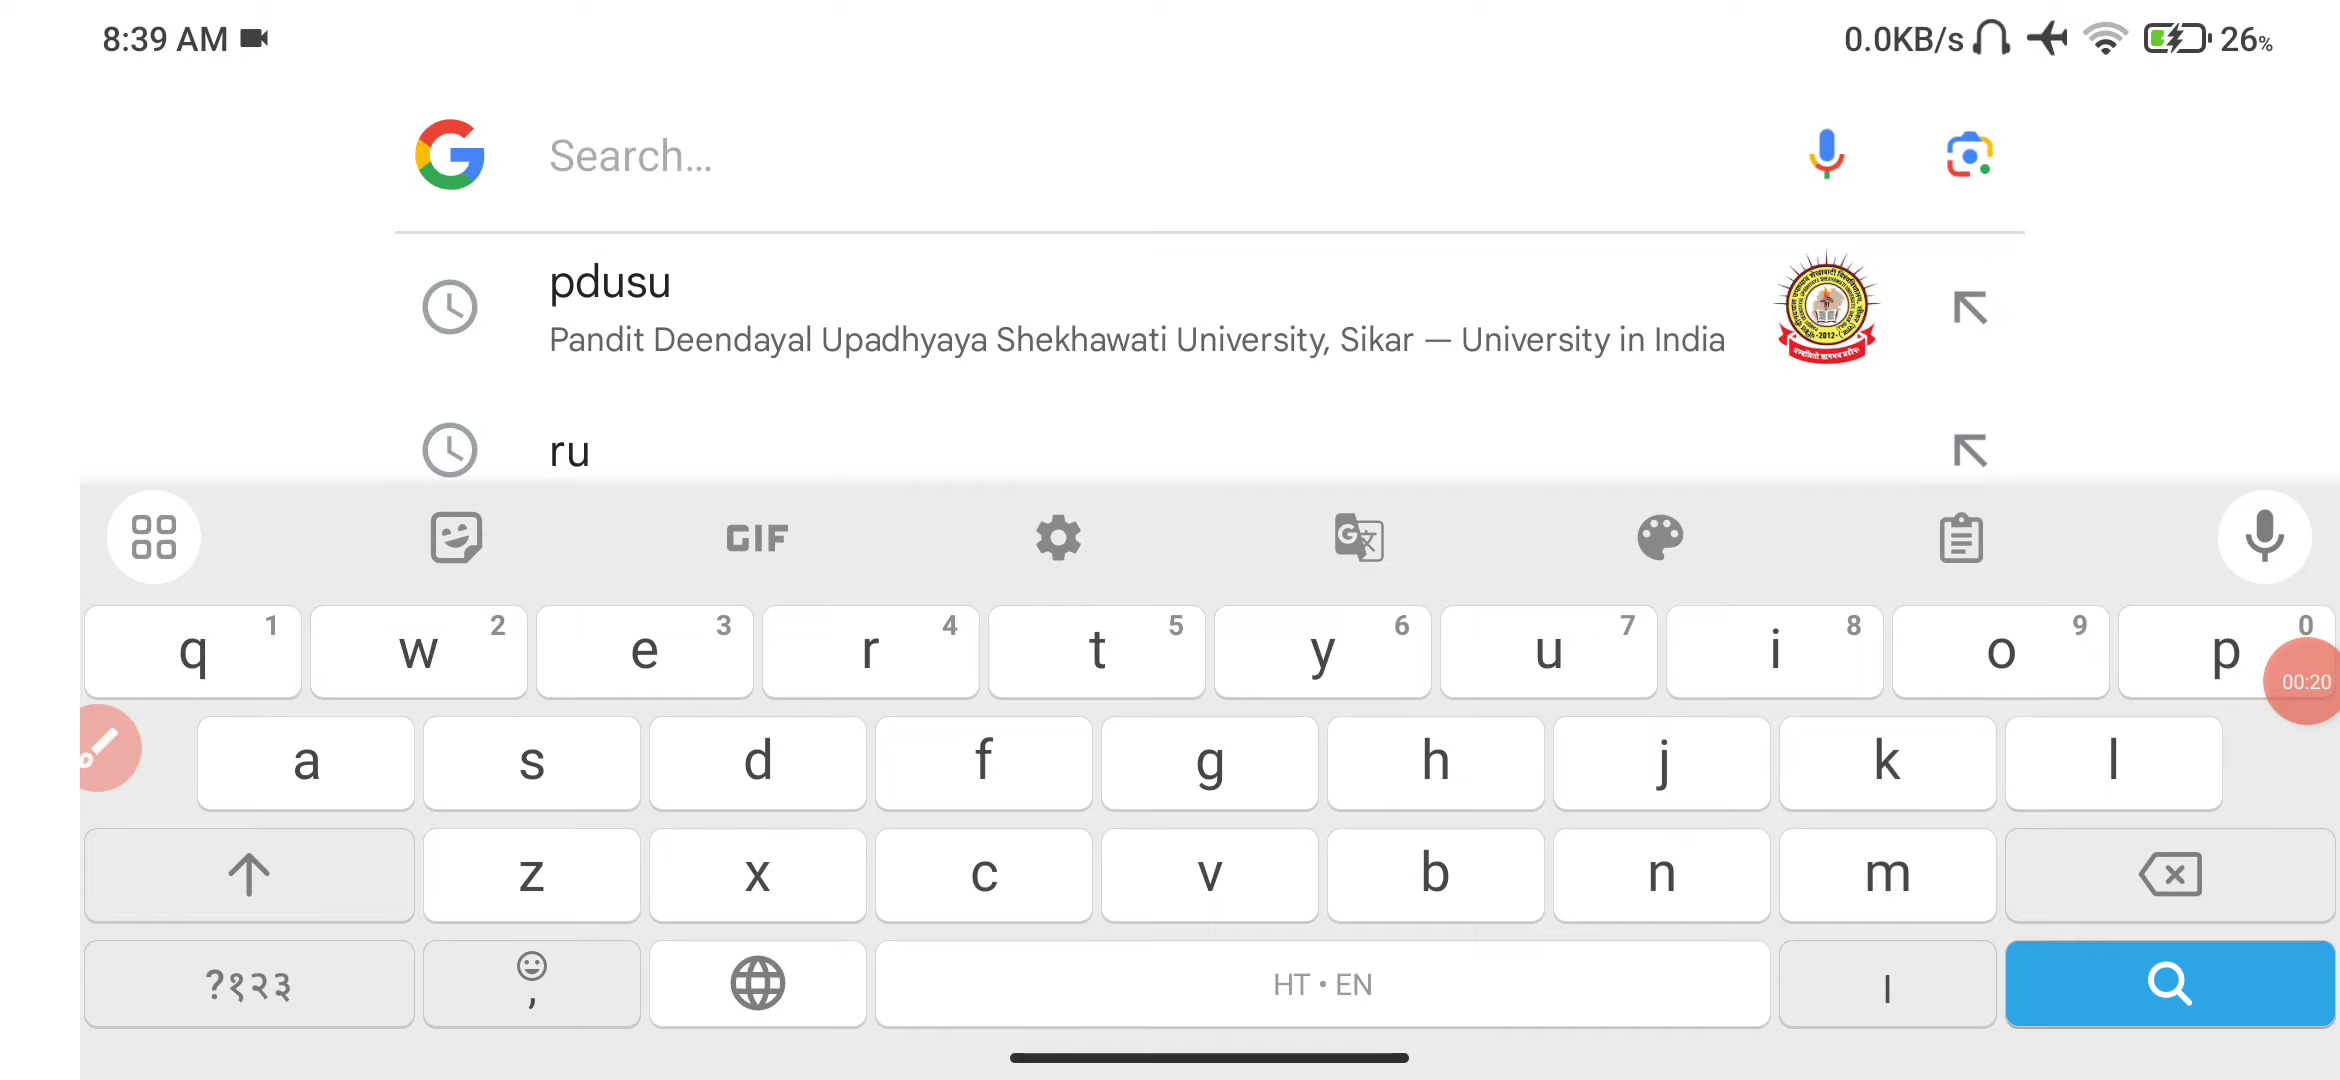 8:39 AM 0.0KB/s 26%
Search...
pdusu
Pandit Deendayal Upadhyaya Shekhawati University, Sikar — University in India
2012
ru
GIF
q 1 w 2 e 3 r 4 t 5 y 6 u 7 i 8 o 9 p 0
00:20
a s d f g h j k l
z x c v b n m
?१२३ , HT • EN ।